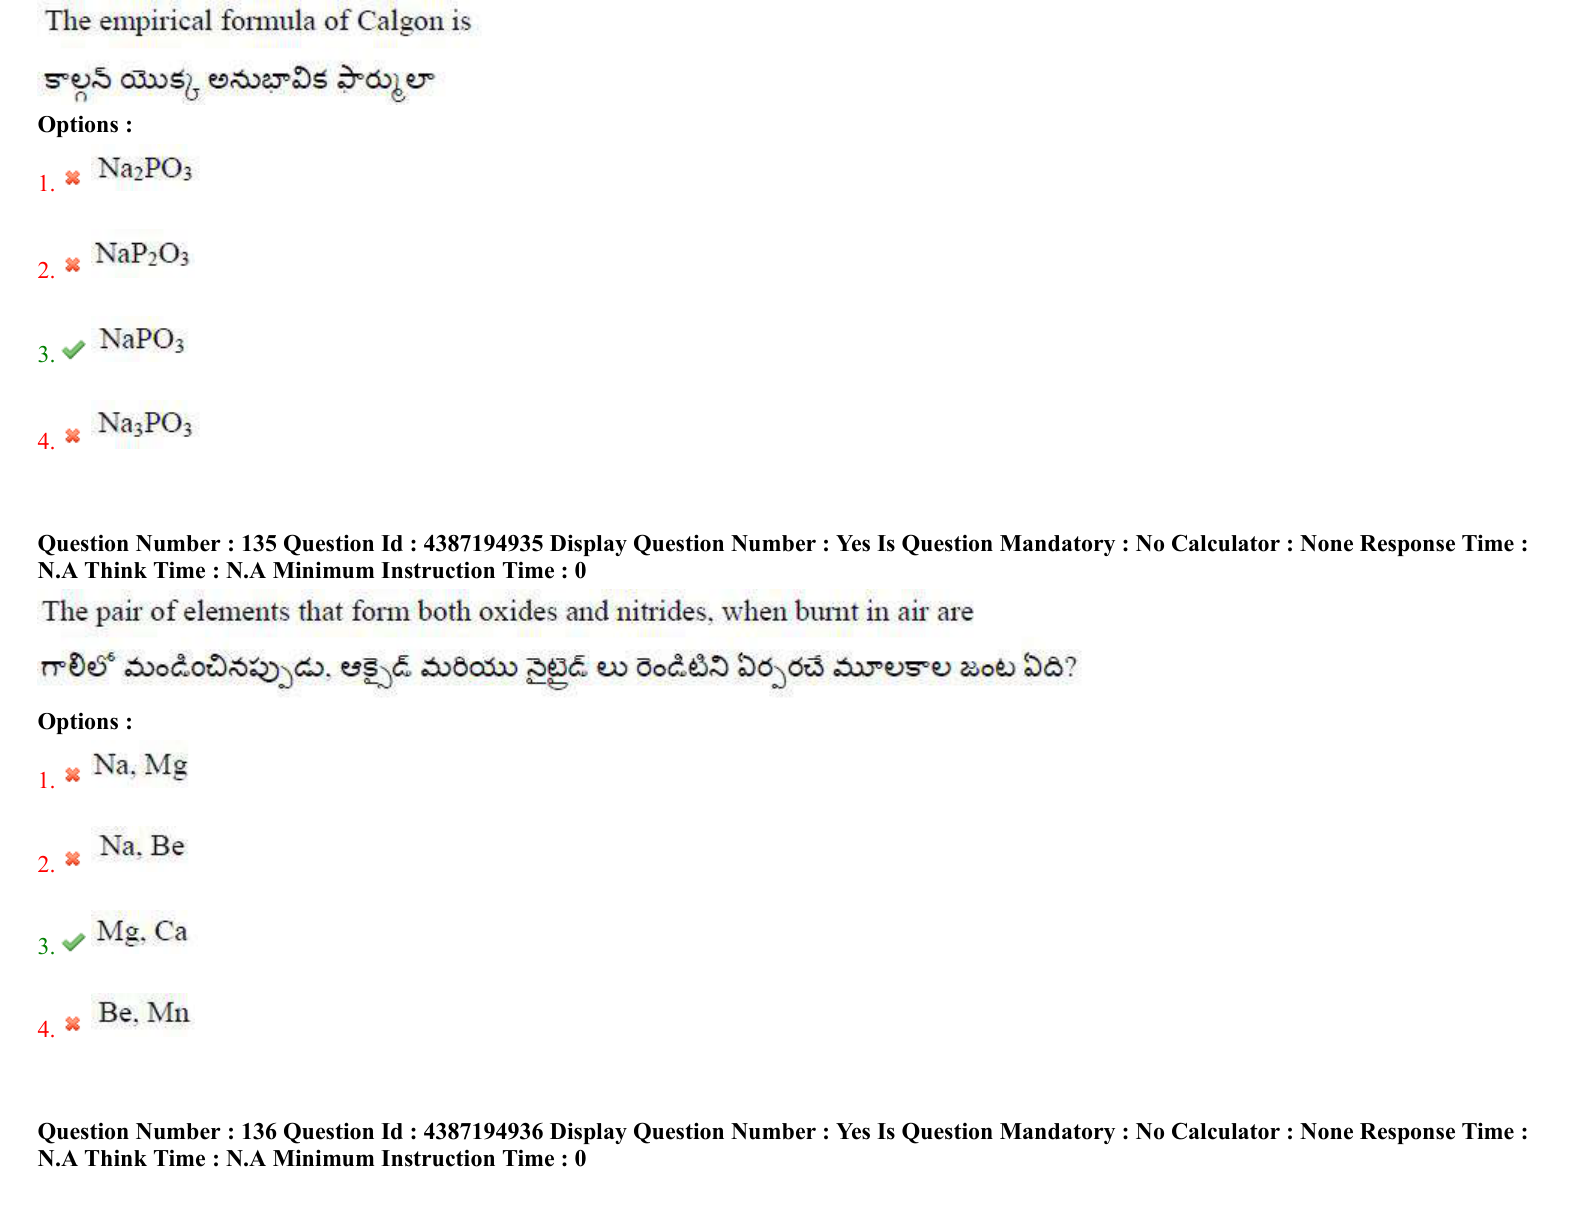 The empirical formula of Calgon is
కాల్గన్ యొక్క అనుభావిక ఫార్ములా
Options :
1. Na₂PO₃
2. NaP₂O₃
3. NaPO₃
4. Na₃PO₃
Question Number : 135 Question Id : 4387194935 Display Question Number : Yes Is Question Mandatory : No Calculator : None Response Time :
N.A Think Time : N.A Minimum Instruction Time : 0
The pair of elements that form both oxides and nitrides, when burnt in air are
గాలిలో మండించినప్పుడు, ఆక్సైడ్ మరియు నైట్రైడ్ లు రెండిటిని ఏర్పరచే మూలకాల జంట ఏది?
Options :
1. Na, Mg
2. Na, Be
3. Mg, Ca
4. Be, Mn
Question Number : 136 Question Id : 4387194936 Display Question Number : Yes Is Question Mandatory : No Calculator : None Response Time :
N.A Think Time : N.A Minimum Instruction Time : 0